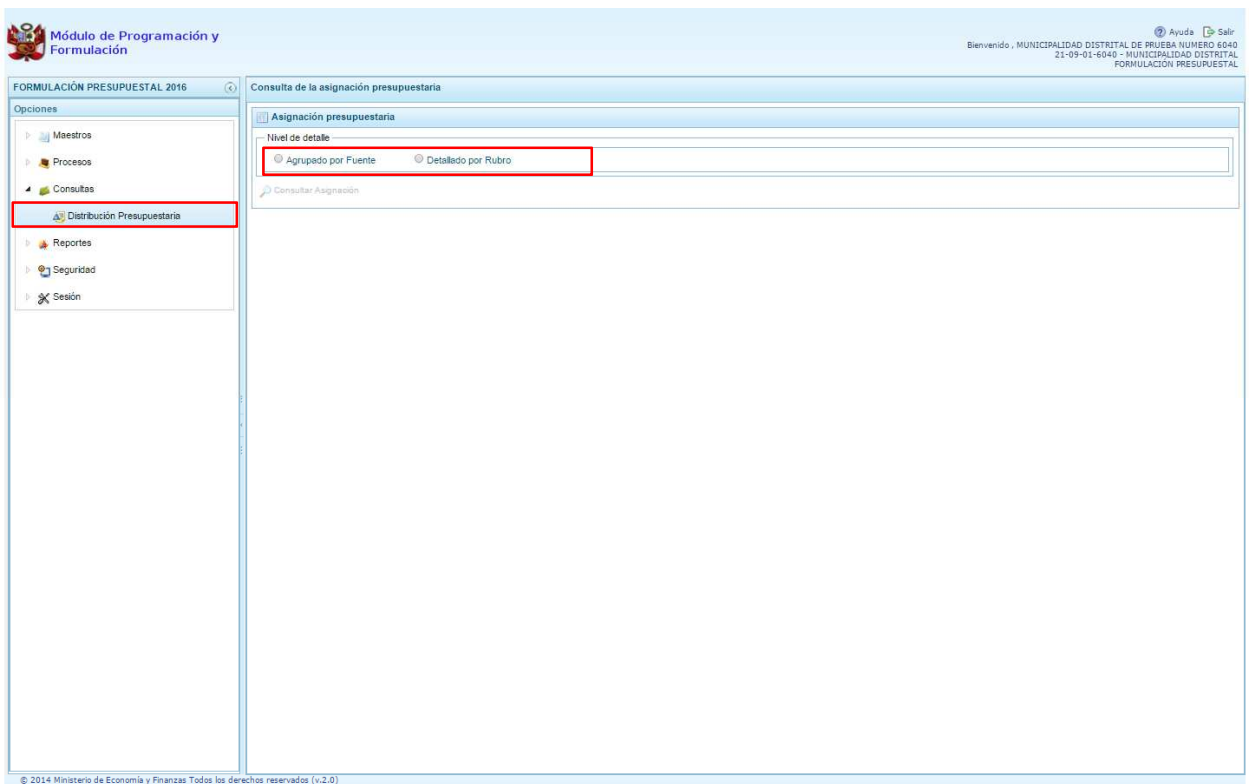 Módulo de Programación y
Formulación
Ayuda Salir
Bienvenido , MUNICIPALIDAD DISTRITAL DE PRUEBA NUMERO 6040
21-09-01-6040 - MUNICIPALIDAD DISTRITAL
FORMULACIÓN PRESUPUESTAL
FORMULACIÓN PRESUPUESTAL 2016
Opciones
Maestros
Procesos
Consultas
Distribución Presupuestaria
Reportes
Seguridad
Sesión
Consulta de la asignación presupuestaria
Asignación presupuestaria
Nivel de detalle
Agrupado por Fuente Detallado por Rubro
Consultar Asignación
© 2014 Ministerio de Economía y Finanzas Todos los derechos reservados (v.2.0)